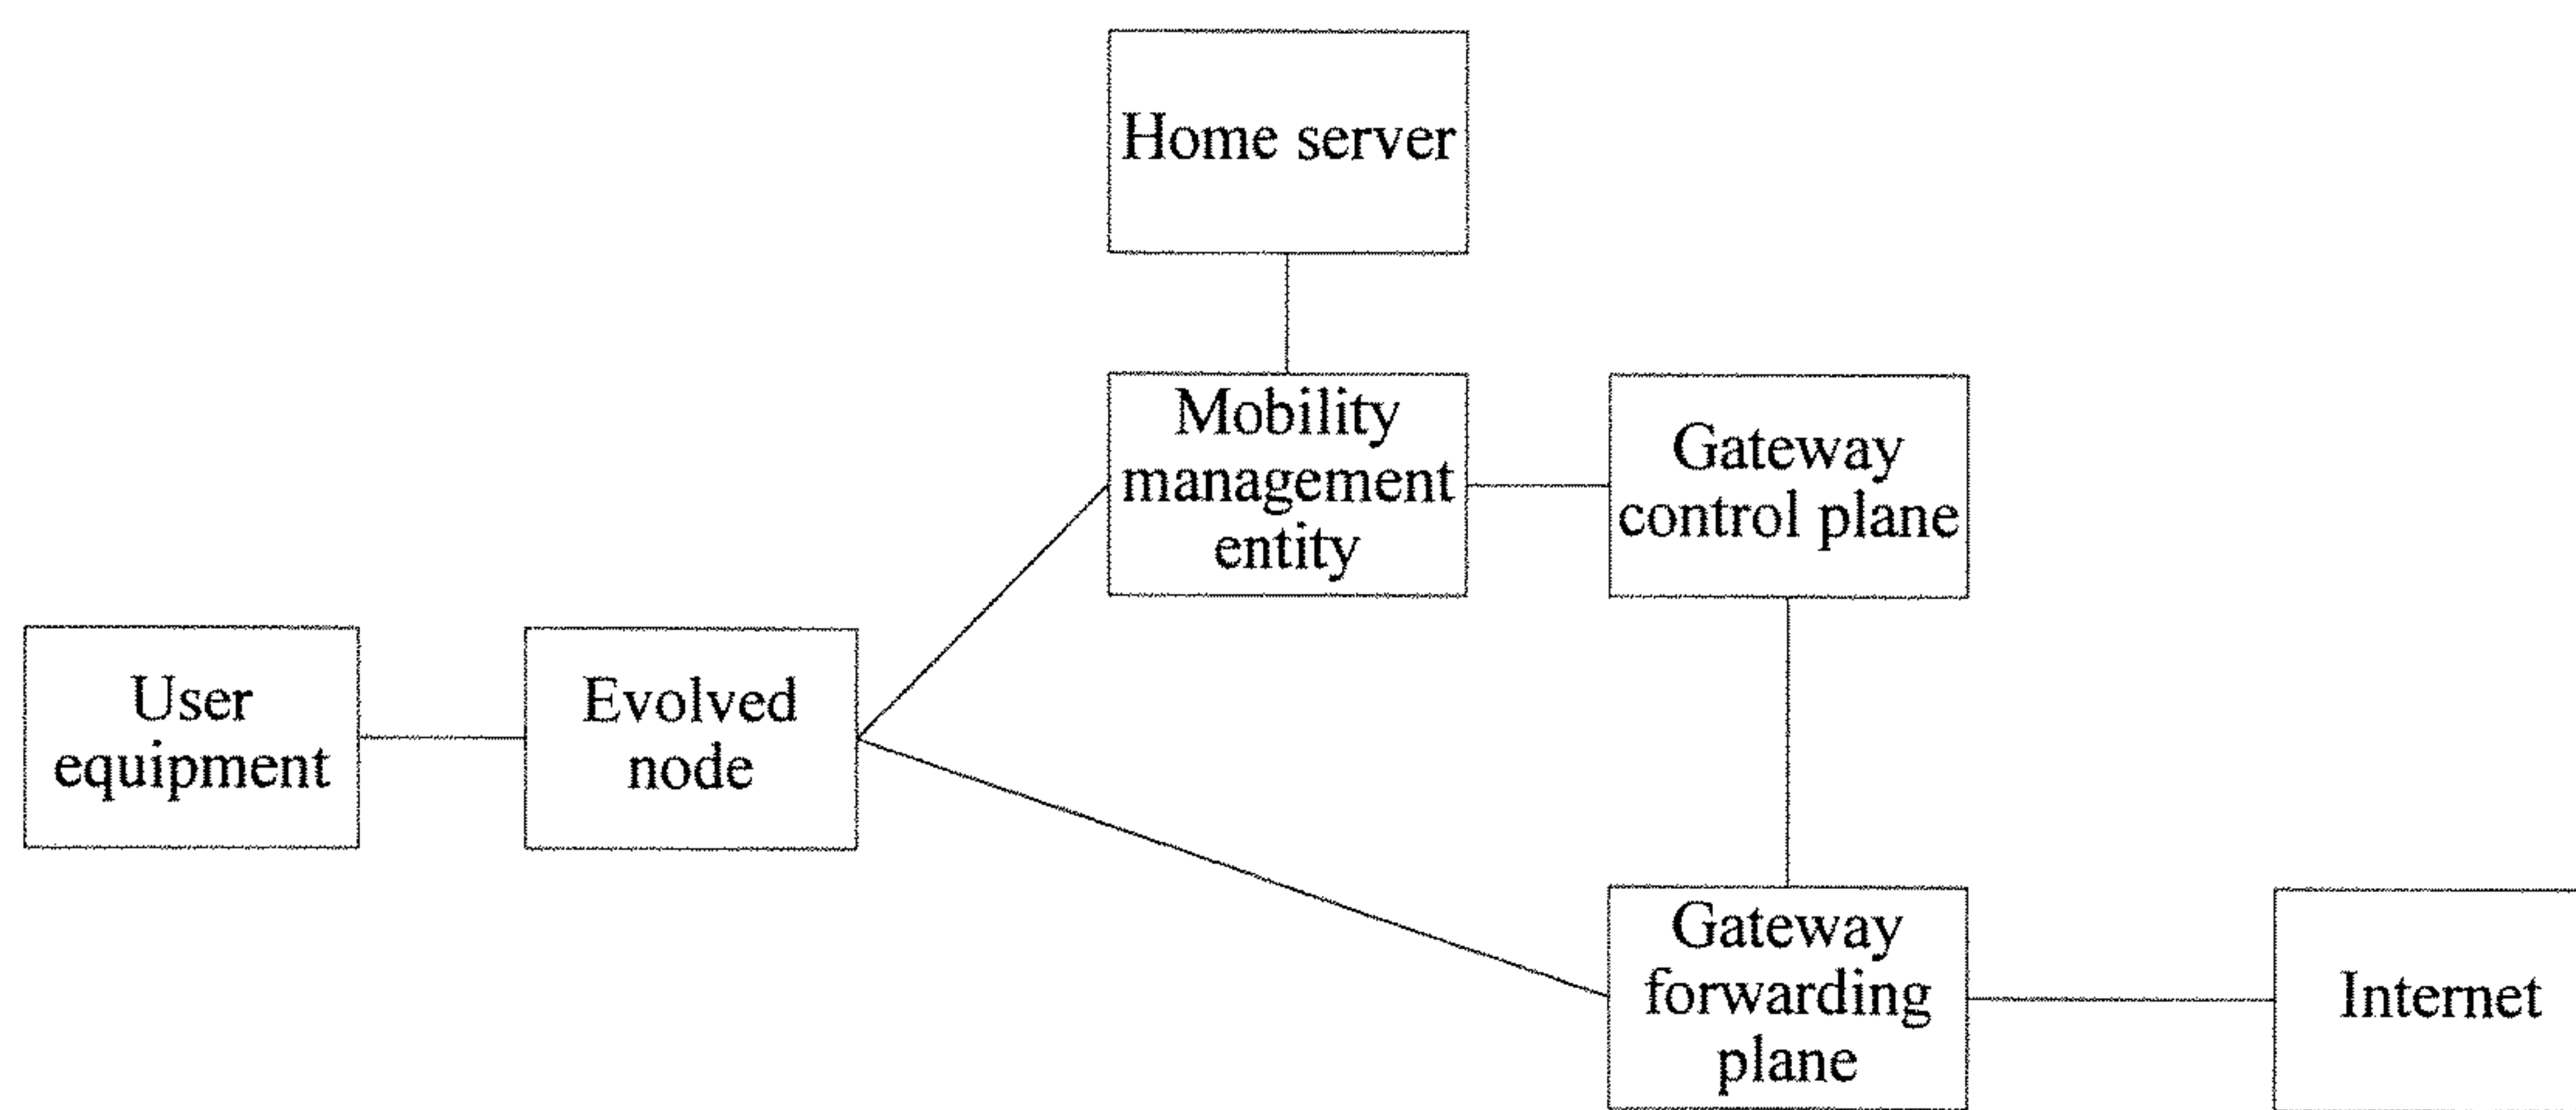 Home server
Mobility
management
entity
Gateway
control plane
User
equipment
Evolved
node
Gateway
forwarding
plane
Internet